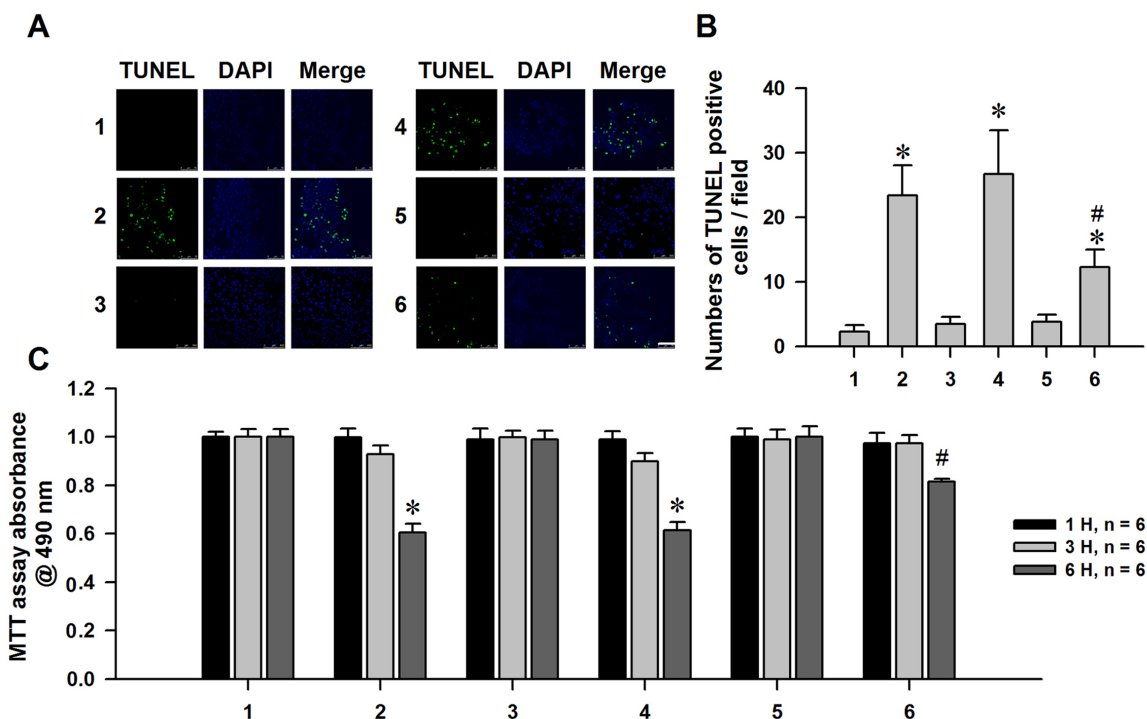 A
TUNEL DAPI Merge TUNEL DAPI Merge
1
4
2
5
3
6
B
Numbers of TUNEL positive
cells / field
40
30
20
10
0
* * # *
1 2 3 4 5 6
C
MTT assay absorbance
@ 490 nm
1.2
1.0
0.8
0.6
0.4
0.2
0.0
* * #
1 2 3 4 5 6
1 H, n = 6
3 H, n = 6
6 H, n = 6